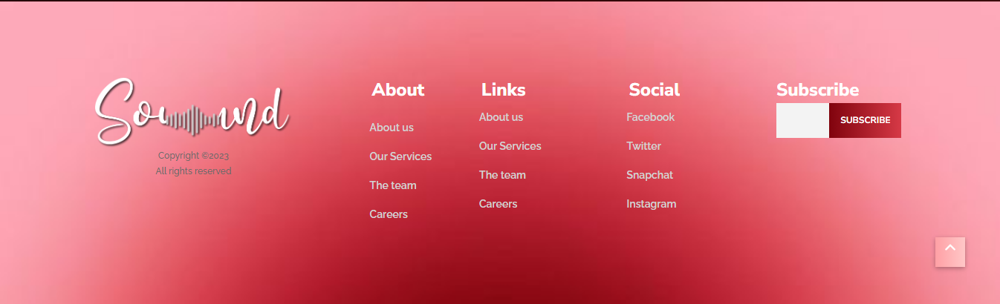 Sound
Copyright ©2023
All rights reserved
About
About us
Our Services
The team
Careers
Links
About us
Our Services
The team
Careers
Social
Facebook
Twitter
Snapchat
Instagram
Subscribe
SUBSCRIBE